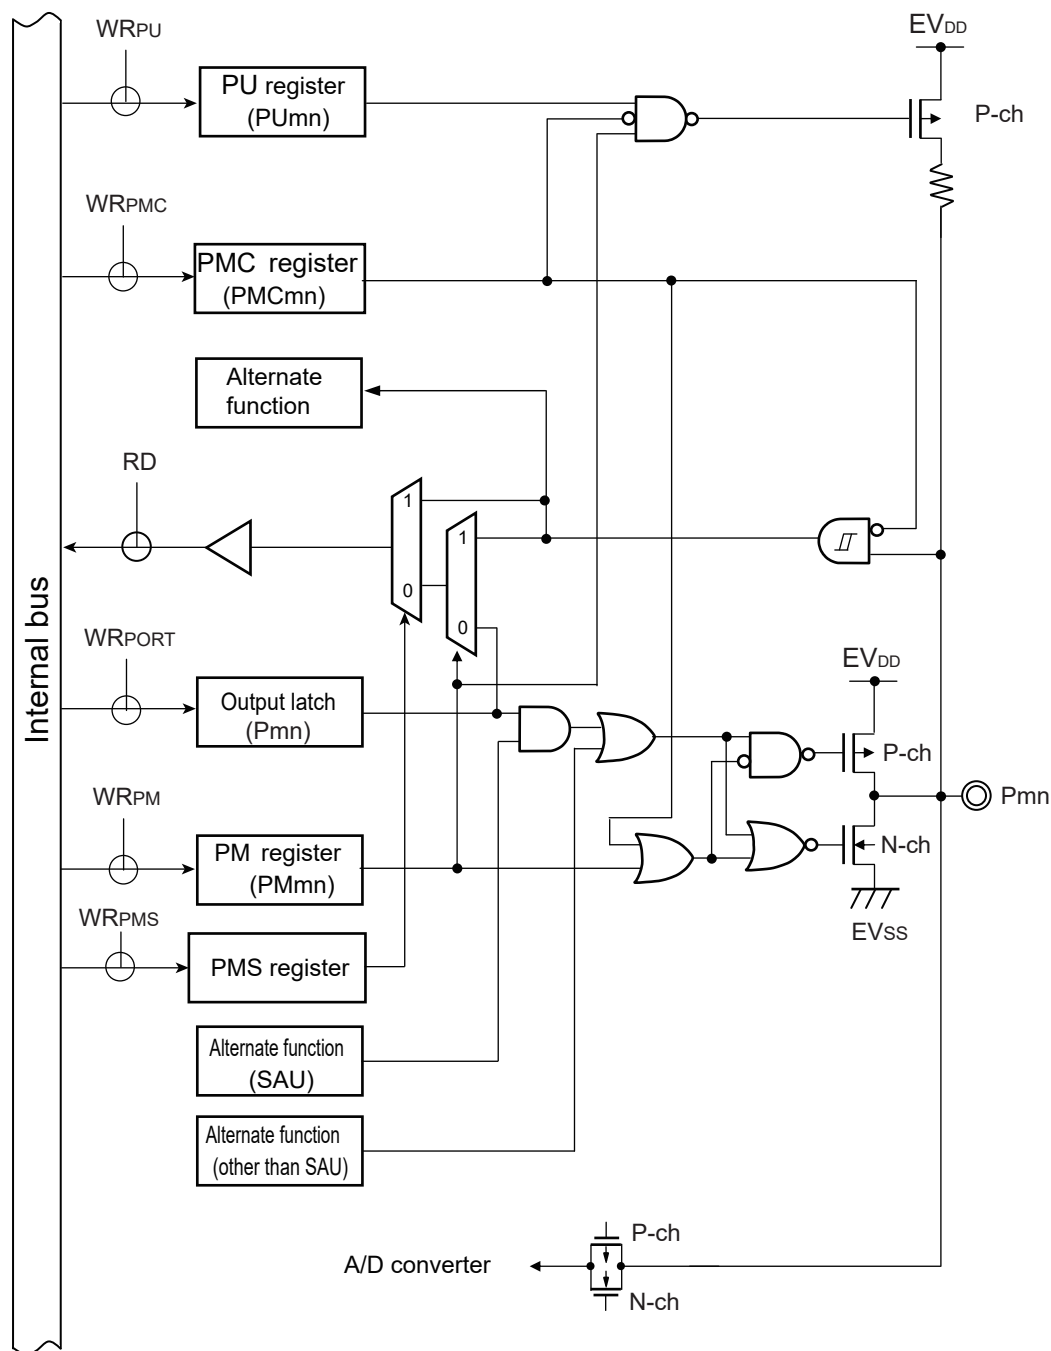 WRPU
EVDD
PU register
(PUmn)
P-ch
WRPMC
PMC register
(PMCmn)
Alternate
function
RD
1
1
0
0
Internal bus
WRPORT
EVDD
Output latch
(Pmn)
P-ch
Pmn
WRPM
PM register
(PMmn)
N-ch
WRPMS
EVSS
PMS register
Alternate function
(SAU)
Alternate function
(other than SAU)
P-ch
A/D converter
N-ch